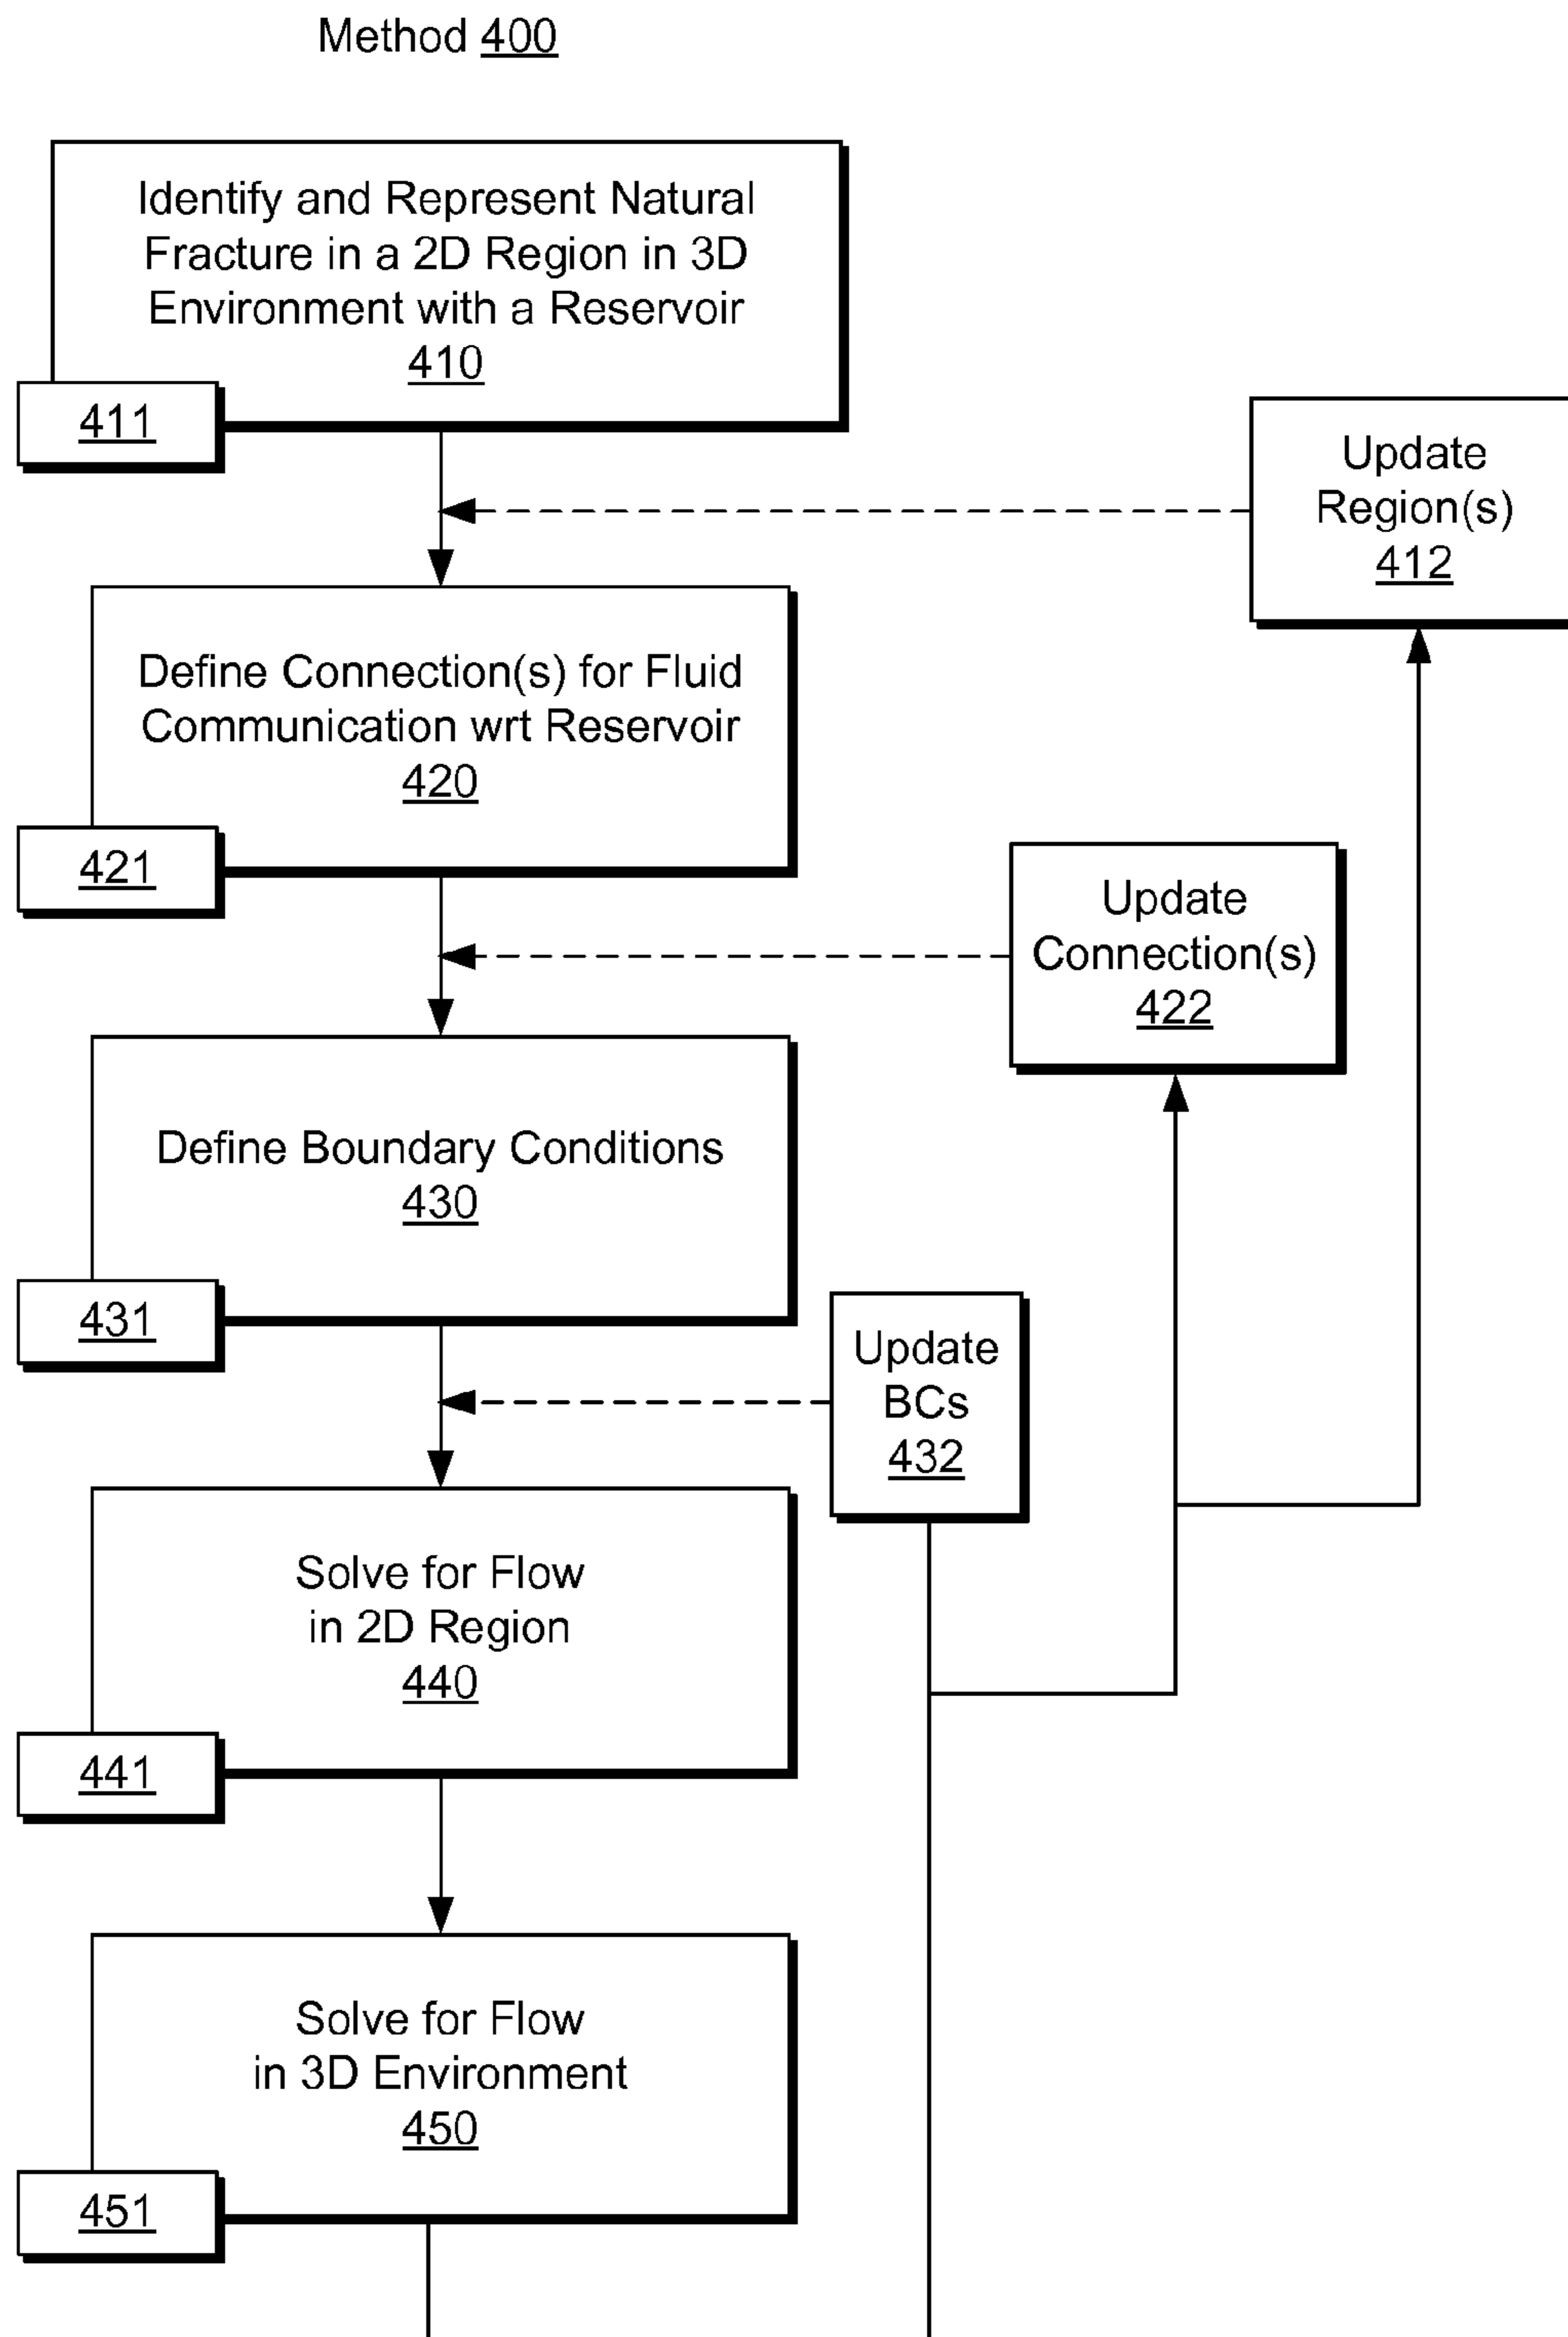 Method 400
Identify and Represent Natural
Fracture in a 2D Region in 3D
Environment with a Reservoir
410
411
Update
Region(s)
412
Define Connection(s) for Fluid
Communication wrt Reservoir
420
421
Update
Connection(s)
422
Define Boundary Conditions
430
431
Update
BCs
432
Solve for Flow
in 2D Region
440
441
Solve for Flow
in 3D Environment
450
451